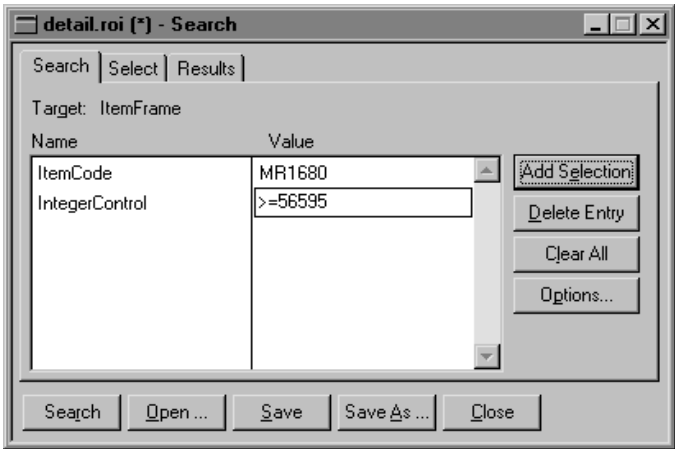 detail.roi (*) - Search
Search Select Results
Target: ItemFrame
Name Value
ItemCode MR1680
IntegerControl >=56595
Add Selection
Delete Entry
Clear All
Options...
Search Open ... Save Save As ... Close